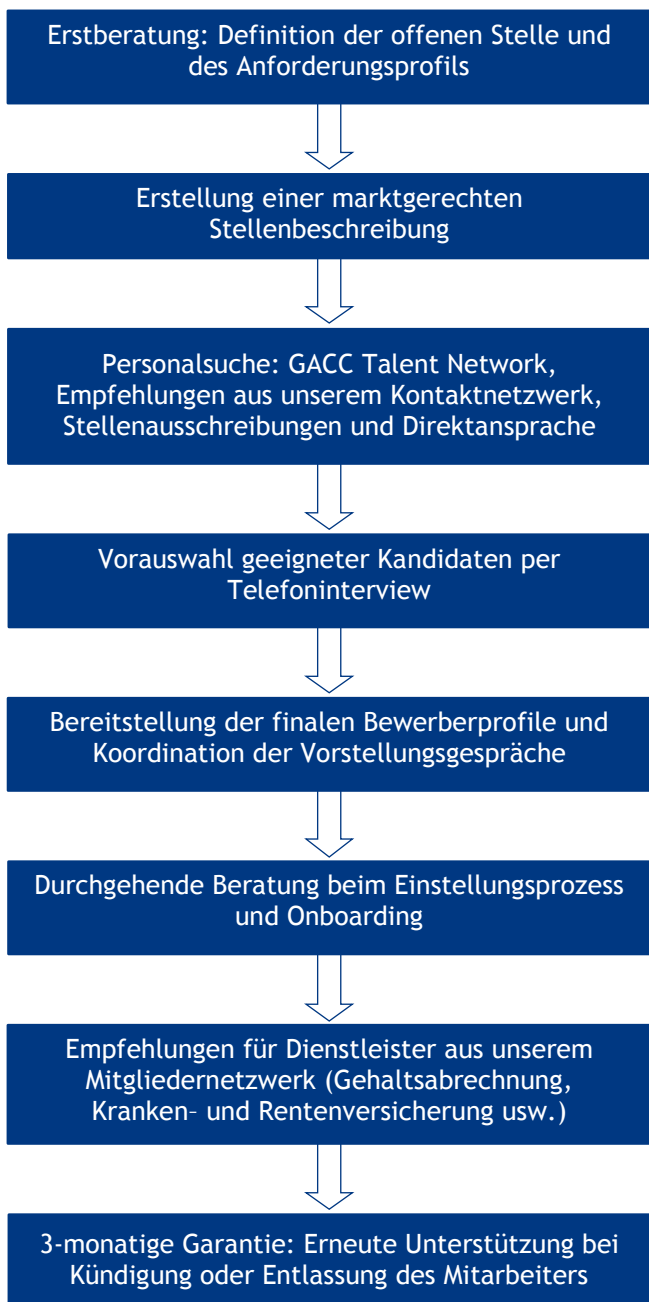 Erstberatung: Definition der offenen Stelle und
des Anforderungsprofils
Erstellung einer marktgerechten
Stellenbeschreibung
Personalsuche: GACC Talent Network,
Empfehlungen aus unserem Kontaktnetzwerk,
Stellenausschreibungen und Direktansprache
Vorauswahl geeigneter Kandidaten per
Telefoninterview
Bereitstellung der finalen Bewerberprofile und
Koordination der Vorstellungsgespräche
Durchgehende Beratung beim Einstellungsprozess
und Onboarding
Empfehlungen für Dienstleister aus unserem
Mitgliedernetzwerk (Gehaltsabrechnung,
Kranken– und Rentenversicherung usw.)
3-monatige Garantie: Erneute Unterstützung bei
Kündigung oder Entlassung des Mitarbeiters